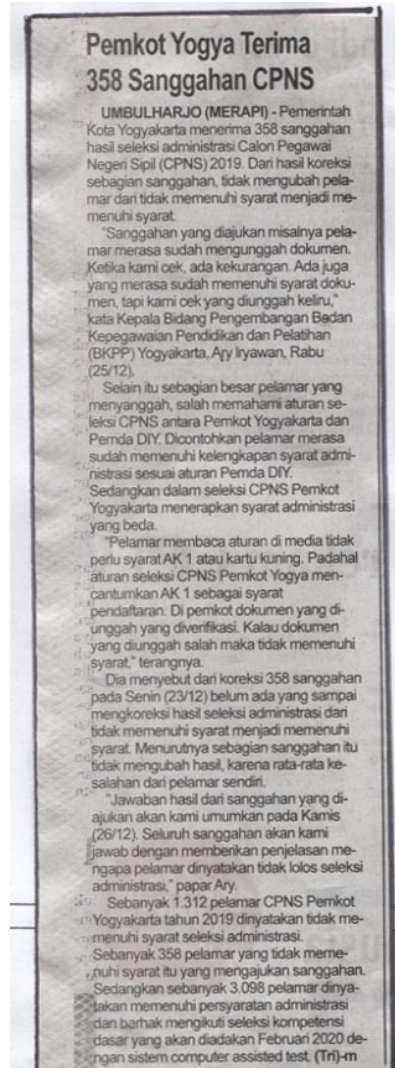 Pemkot Yogya Terima
358 Sanggahan CPNS
UMBULHARJO (MERAPI) - Pemerintah
Kota Yogyakarta menerima 358 sanggahan
hasil seleksi administrasi Calon Pegawai
Negeri Sipil (CPNS) 2019. Dari hasil koreksi
sebagian sanggahan, tidak mengubah pela-
mar dari tidak memenuhi syarat menjadi me-
menuhi syarat.
"Sanggahan yang diajukan misalnya pela-
mar merasa sudah mengunggah dokumen.
Ketika kami cek, ada kekurangan. Ada juga
yang merasa sudah memenuhi syarat doku-
men, tapi kami cek yang diunggah keliru,"
kata Kepala Bidang Pengembangan Badan
Kepegawaian Pendidikan dan Pelatihan
(BKPP) Yogyakarta, Ary Iryawan, Rabu
(25/12).
Selain itu sebagian besar pelamar yang
menyanggah, salah memahami aturan se-
leksi CPNS antara Pemkot Yogyakarta dan
Pemda DIY. Dicontohkan pelamar merasa
sudah memenuhi kelengkapan syarat admi-
nistrasi sesuai aturan Pemda DIY.
Sedangkan dalam seleksi CPNS Pemkot
Yogyakarta menerapkan syarat administrasi
yang beda.
"Pelamar membaca aturan di media tidak
perlu syarat AK 1 atau kartu kuning. Padahal
aturan seleksi CPNS Pemkot Yogya men-
cantumkan AK 1 sebagai syarat
pendaftaran. Di pemkot dokumen yang di-
unggah yang diverifikasi. Kalau dokumen
yang diunggah salah maka tidak memenuhi
syarat," terangnya.
Dia menyebut dari koreksi 358 sanggahan
pada Senin (23/12) belum ada yang sampai
mengkoreksi hasil seleksi administrasi dari
tidak memenuhi syarat menjadi memenuhi
syarat. Menurutnya sebagian sanggahan itu
tidak mengubah hasil, karena rata-rata ke-
salahan dari pelamar sendiri.
"Jawaban hasil dari sanggahan yang di-
ajukan akan kami umumkan pada Kamis
(26/12). Seluruh sanggahan akan kami
jawab dengan memberikan penjelasan me-
ngapa pelamar dinyatakan tidak lolos seleksi
administrasi," papar Ary.
Sebanyak 1.312 pelamar CPNS Pemkot
Yogyakarta tahun 2019 dinyatakan tidak me-
menuhi syarat seleksi administrasi.
Sebanyak 358 pelamar yang tidak meme-
nuhi syarat itu yang mengajukan sanggahan.
Sedangkan sebanyak 3.098 pelamar dinya-
takan memenuhi persyaratan administrasi
dan berhak mengikuti seleksi kompetensi
dasar yang akan diadakan Februari 2020 de-
ngan sistem computer assisted test. (Tri)-m